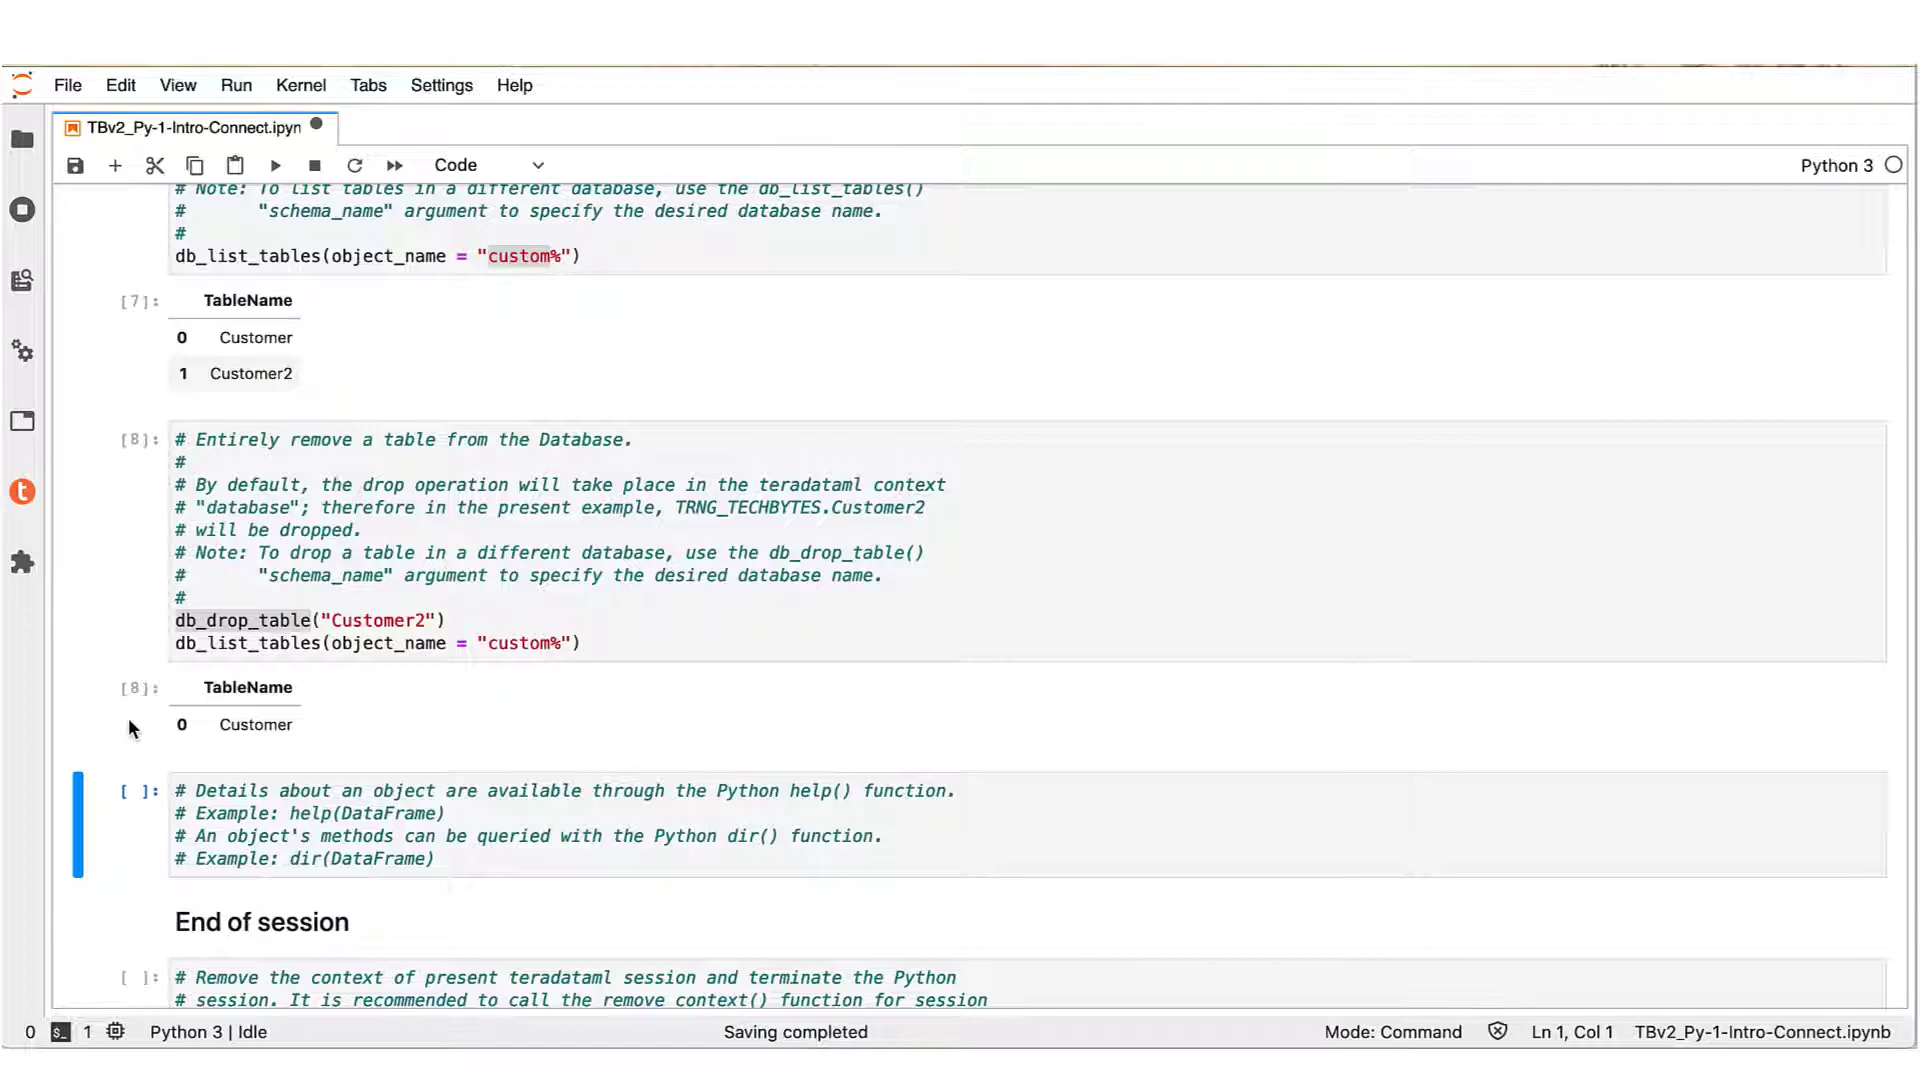 File Edit View Run Kernel Tabs Settings Help
TBv2_Py-1-Intro-Connect.ipyn
Code
Python 3
# Note: To list tables in a different database, use the db_list_tables()
#       "schema_name" argument to specify the desired database name.
#
db_list_tables(object_name = "custom%")
[7]: TableName
0 Customer
1 Customer2
[8]: # Entirely remove a table from the Database.
#
# By default, the drop operation will take place in the teradataml context
# "database"; therefore in the present example, TRNG_TECHBYTES.Customer2
# will be dropped.
# Note: To drop a table in a different database, use the db_drop_table()
#       "schema_name" argument to specify the desired database name.
#
db_drop_table("Customer2")
db_list_tables(object_name = "custom%")
[8]: TableName
0 Customer
[ ]: # Details about an object are available through the Python help() function.
# Example: help(DataFrame)
# An object's methods can be queried with the Python dir() function.
# Example: dir(DataFrame)
End of session
[ ]: # Remove the context of present teradataml session and terminate the Python
# session. It is recommended to call the remove_context() function for session
0 $_ 1 Python 3 | Idle Saving completed Mode: Command Ln 1, Col 1 TBv2_Py-1-Intro-Connect.ipynb
t